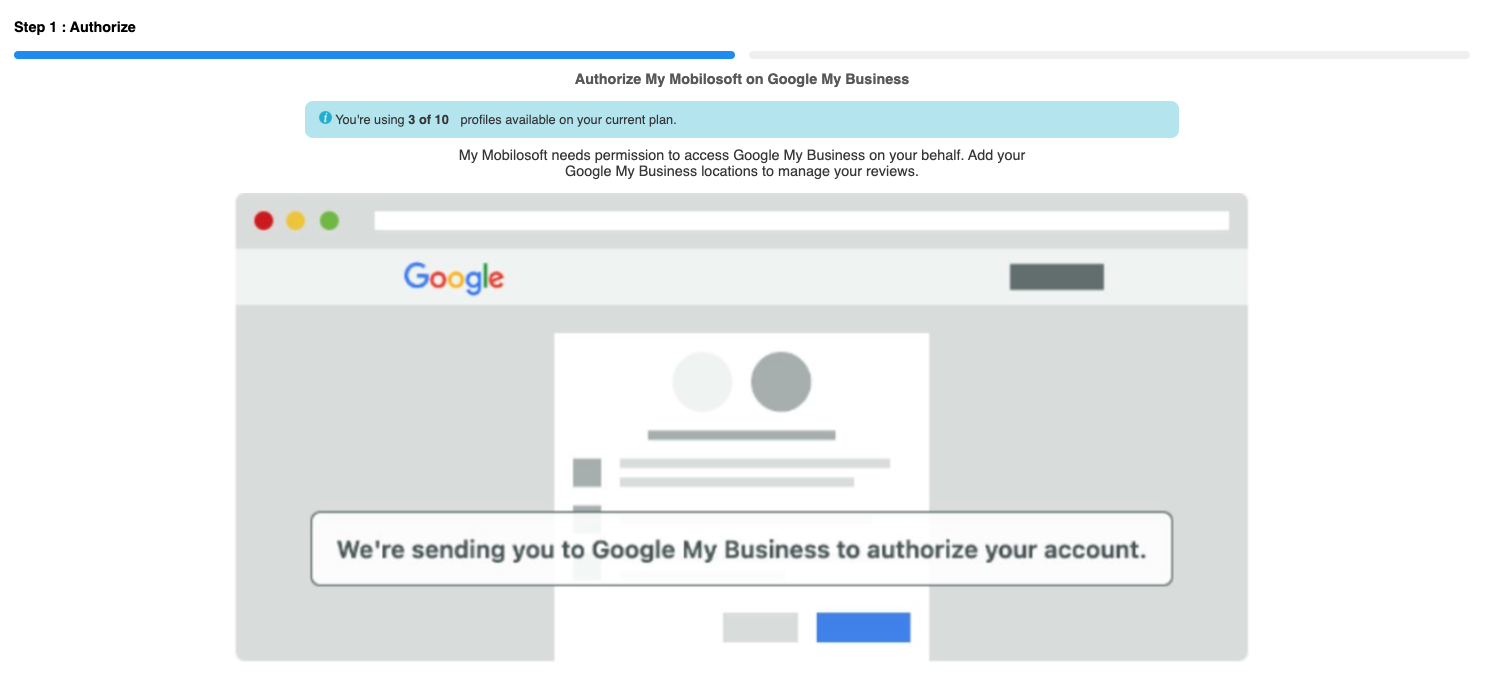 Step 1 : Authorize
Authorize My Mobilosoft on Google My Business
i You're using 3 of 10 profiles available on your current plan.
My Mobilosoft needs permission to access Google My Business on your behalf. Add your
Google My Business locations to manage your reviews.
Google
We're sending you to Google My Business to authorize your account.